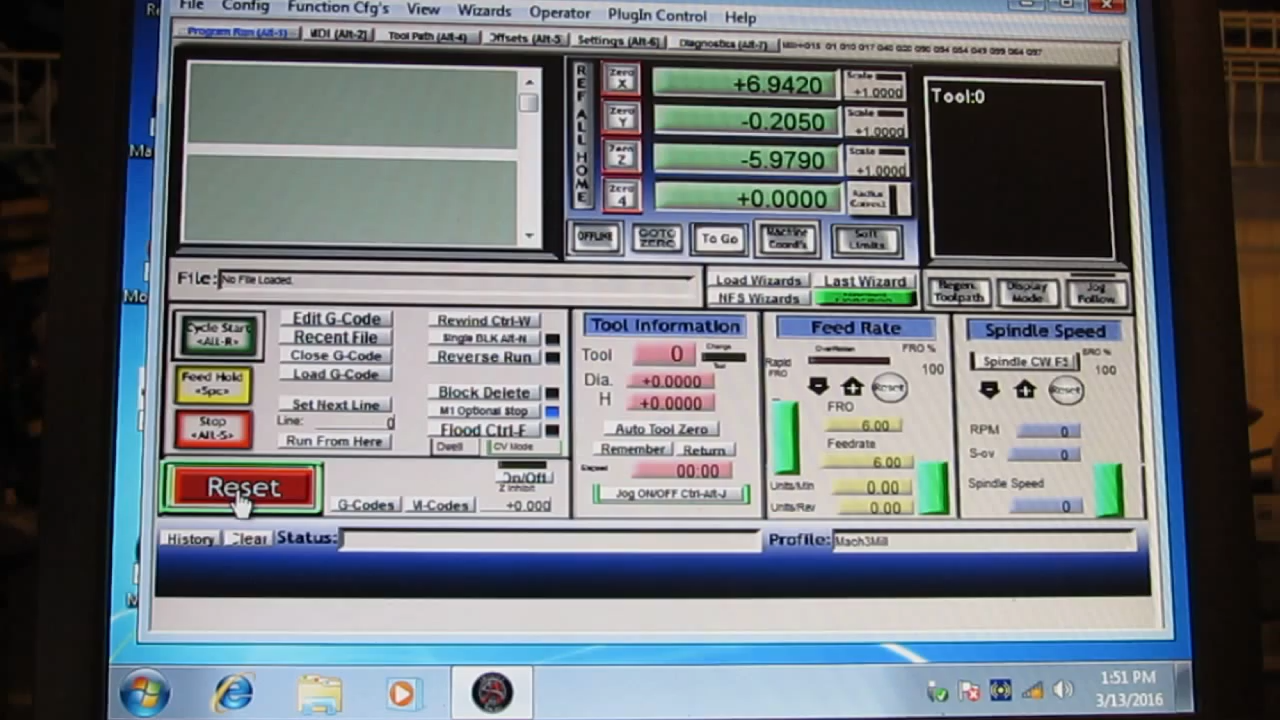 File Config Function Cfg's View Wizards Operator PlugIn Control Help
Program Run (Alt-1) MDI (Alt-2) Tool Path (Alt-4) Offsets (Alt-5 Settings (Alt-6) Diagnostics (Alt-7)
REF ALL HOME
Zero X +6.9420 Scale +1.0000
Zero Y -0.2050 Scale +1.0000
Zero Z -5.9790 Scale +1.0000
Zero 4 +0.0000 Radius Correct
Tool:0
OFFLINE GOTO ZERO To Go Machine Coord's Soft Limits
File: No File Loaded.
Load Wizards Last Wizard
NFS Wizards
Regen. Toolpath Display Mode Jog Follow
Cycle Start <Alt-R>
Feed Hold <Spc>
Stop <Alt-S>
Edit G-Code
Recent File
Close G-Code
Load G-Code
Set Next Line
Line: 0
Run From Here
Rewind Ctrl-W
Single BLK Alt-N
Reverse Run
Block Delete
M1 Optional Stop
Flood Ctrl-F
Dwell CV Mode
Reset
G-Codes M-Codes
On/Off
Z Inhibit
+0.000
Tool Information
Tool 0 Change Tool
Dia. +0.0000
H +0.0000
Auto Tool Zero
Remember Return
Elapsed 00:00
Jog ON/OFF Ctrl-Alt-J
Feed Rate
OverRidden FRO %
100
Rapid FRO
Reset
FRO
6.00
Feedrate
6.00
Units/Min 0.00
Units/Rev 0.00
Spindle Speed
Spindle CW F5
SRO %
100
Reset
RPM 0
S-ov 0
Spindle Speed
0
History Clear Status:
Profile: Mach3Mill
1:51 PM
3/13/2016